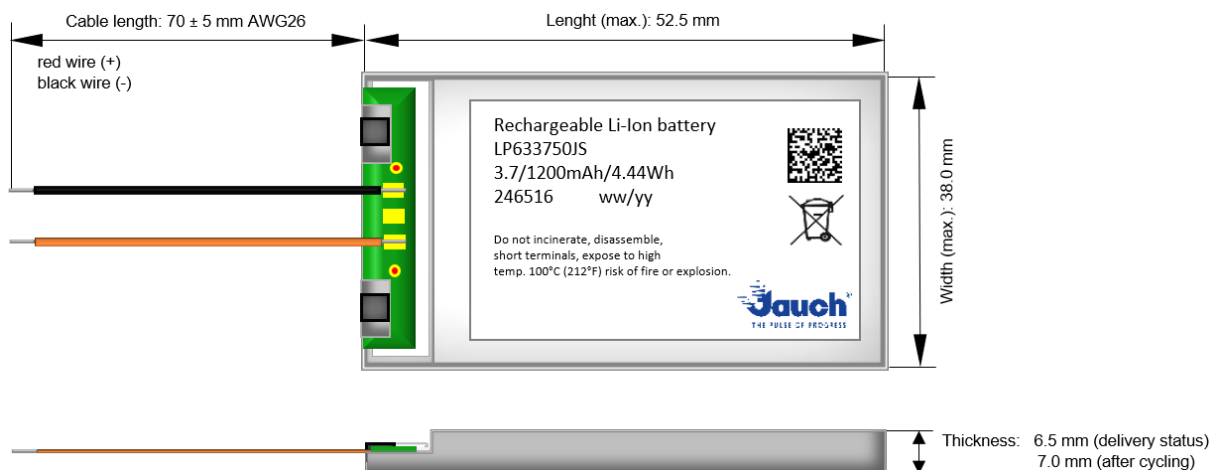 Cable length: 70 ± 5 mm AWG26
Lenght (max.): 52.5 mm
red wire (+)
black wire (-)
Rechargeable Li-Ion battery
LP633750JS
3.7/1200mAh/4.44Wh
246516 ww/yy
Do not incinerate, disassemble,
short terminals, expose to high
temp. 100°C (212°F) risk of fire or explosion.
Jauch
THE PULSE OF PROGRESS
Width (max.): 38.0 mm
Thickness: 6.5 mm (delivery status)
7.0 mm (after cycling)